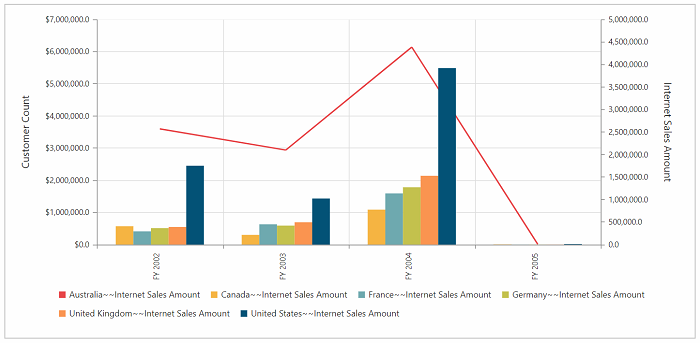 $7,000,000.0
$6,000,000.0
$5,000,000.0
$4,000,000.0
$3,000,000.0
$2,000,000.0
$1,000,000.0
$0.0
Customer Count
5,000,000.0
4,500,000.0
4,000,000.0
3,500,000.0
3,000,000.0
2,500,000.0
2,000,000.0
1,500,000.0
1,000,000.0
500,000.0
0.0
Internet Sales Amount
FY 2002
FY 2003
FY 2004
FY 2005
Australia~~Internet Sales Amount Canada~~Internet Sales Amount France~~Internet Sales Amount Germany~~Internet Sales Amount
United Kingdom~~Internet Sales Amount United States~~Internet Sales Amount